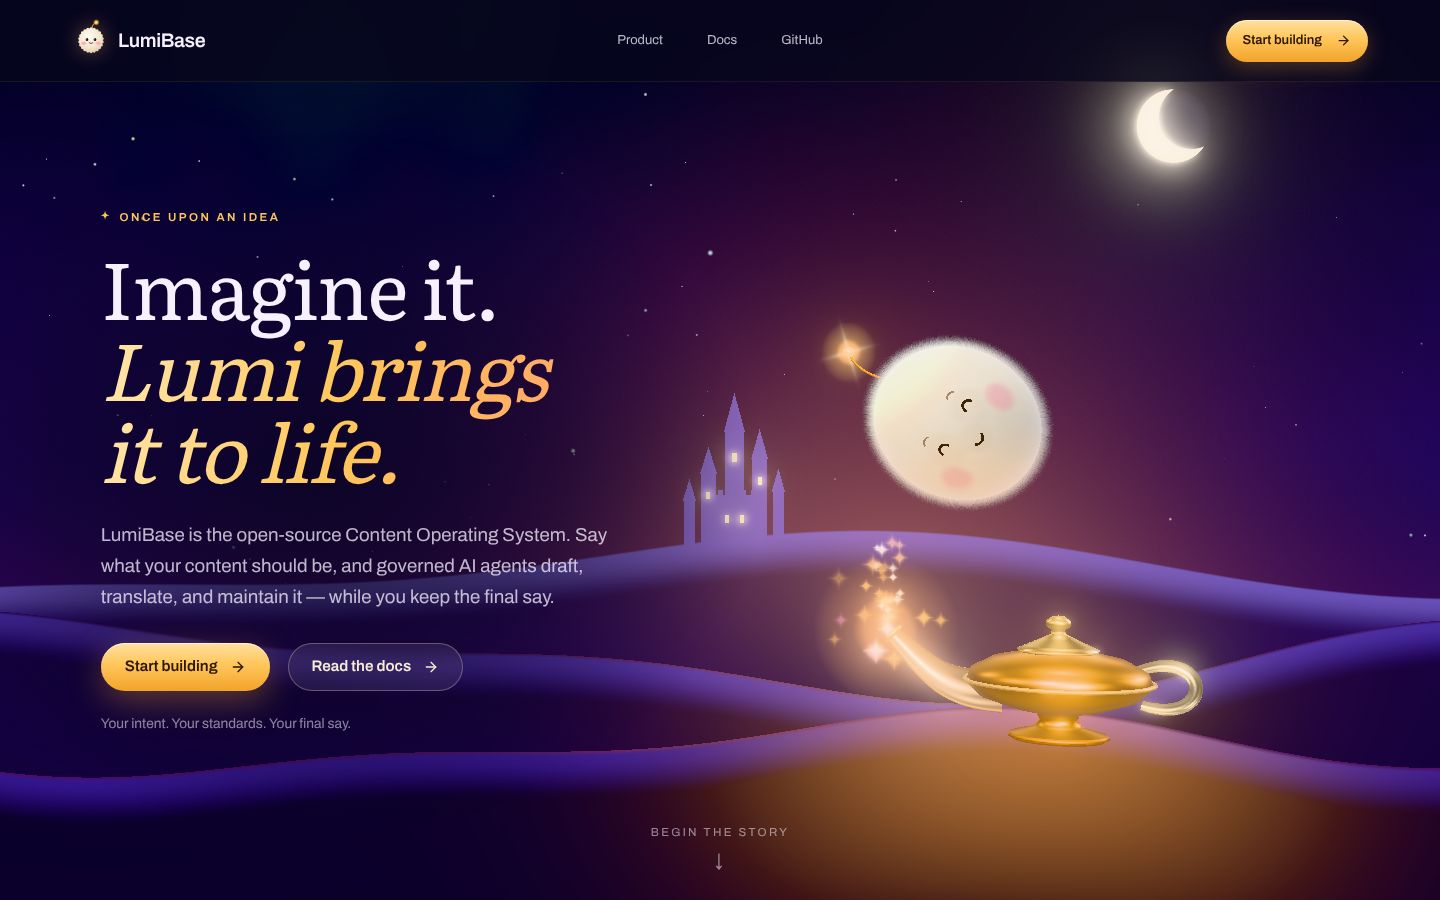 LumiBase
Product
Docs
GitHub
Start building
ONCE UPON AN IDEA
Imagine it.
Lumi brings
it to life.
LumiBase is the open-source Content Operating System. Say
what your content should be, and governed AI agents draft,
translate, and maintain it — while you keep the final say.
Start building
Read the docs
Your intent. Your standards. Your final say.
BEGIN THE STORY